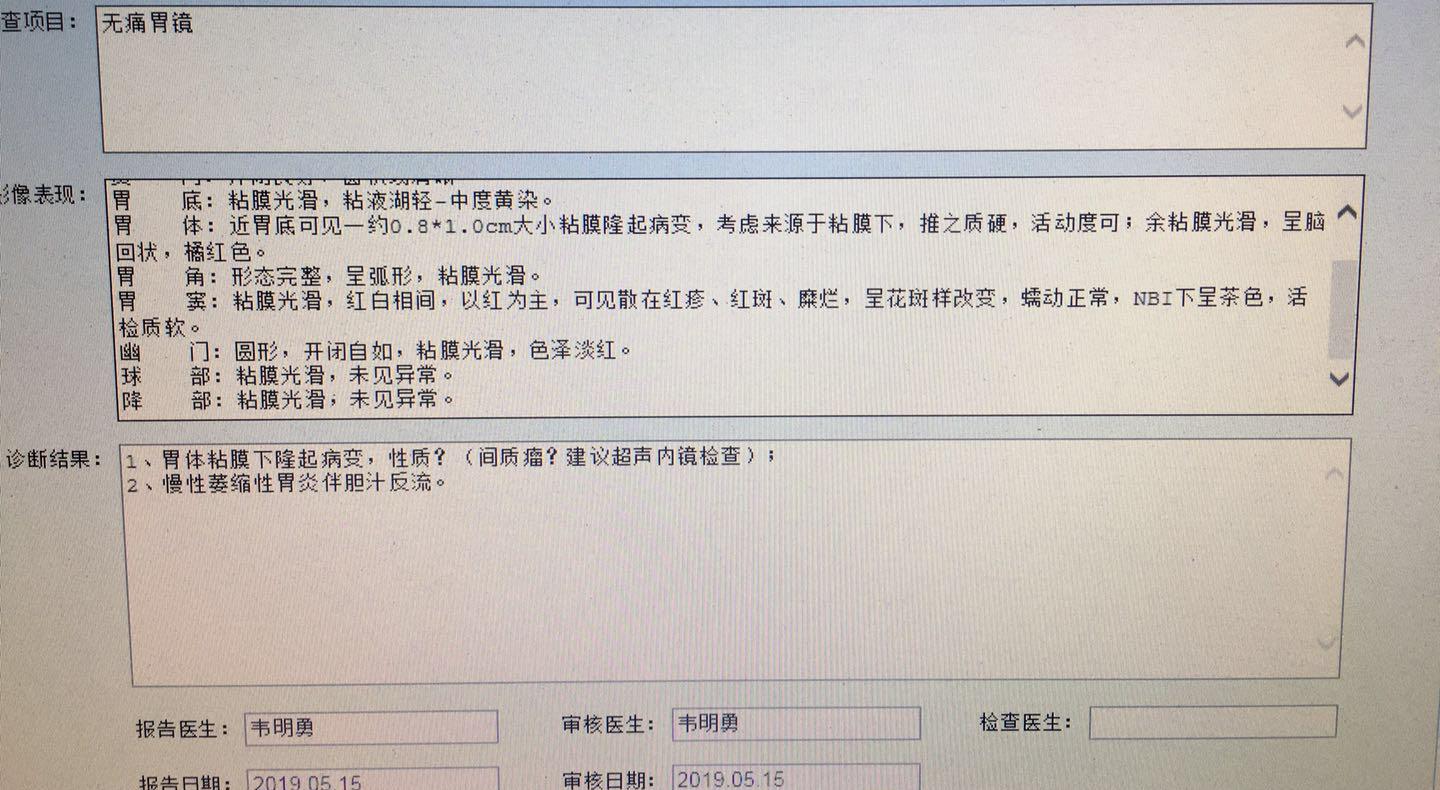 查项目：
无痛胃镜
影像表现：
胃 底：粘膜光滑，粘液湖轻-中度黄染。
胃 体：近胃底可见一约0.8*1.0cm大小粘膜隆起病变，考虑来源于粘膜下，推之质硬，活动度可；余粘膜光滑，呈脑
回状，橘红色。
胃 角：形态完整，呈弧形，粘膜光滑。
胃 窦：粘膜光滑，红白相间，以红为主，可见散在红疹、红斑、糜烂，呈花斑样改变，蠕动正常，NBI下呈茶色，活
检质软。
幽 门：圆形，开闭自如，粘膜光滑，色泽淡红。
球 部：粘膜光滑，未见异常。
降 部：粘膜光滑，未见异常。
诊断结果：
1、胃体粘膜下隆起病变，性质？（间质瘤？建议超声内镜检查）；
2、慢性萎缩性胃炎伴胆汁反流。
报告医生： 韦明勇 审核医生： 韦明勇 检查医生：
报告日期： 2019.05.15 审核日期： 2019.05.15